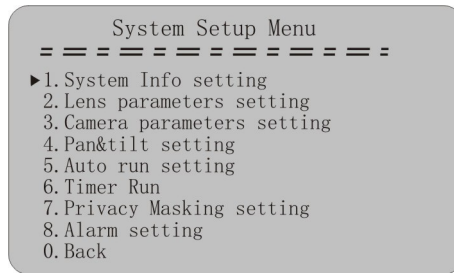 System Setup Menu
▶1. System Info setting
2. Lens parameters setting
3. Camera parameters setting
4. Pan&tilt setting
5. Auto run setting
6. Timer Run
7. Privacy Masking setting
8. Alarm setting
0. Back